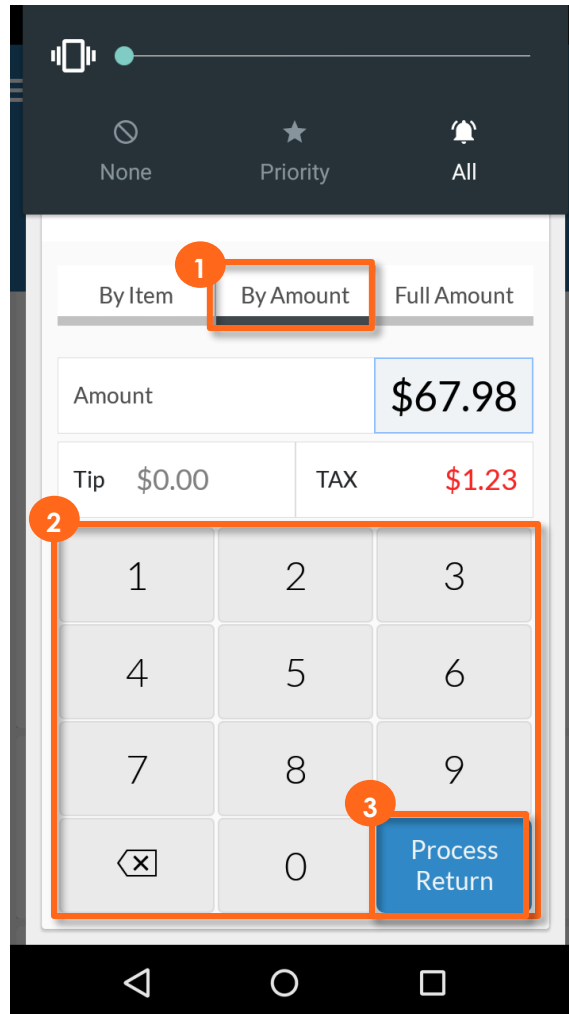 None Priority All
1
By Item By Amount Full Amount
Amount $67.98
Tip $0.00 TAX $1.23
2
1 2 3
4 5 6
7 8 9
3
0 Process
Return